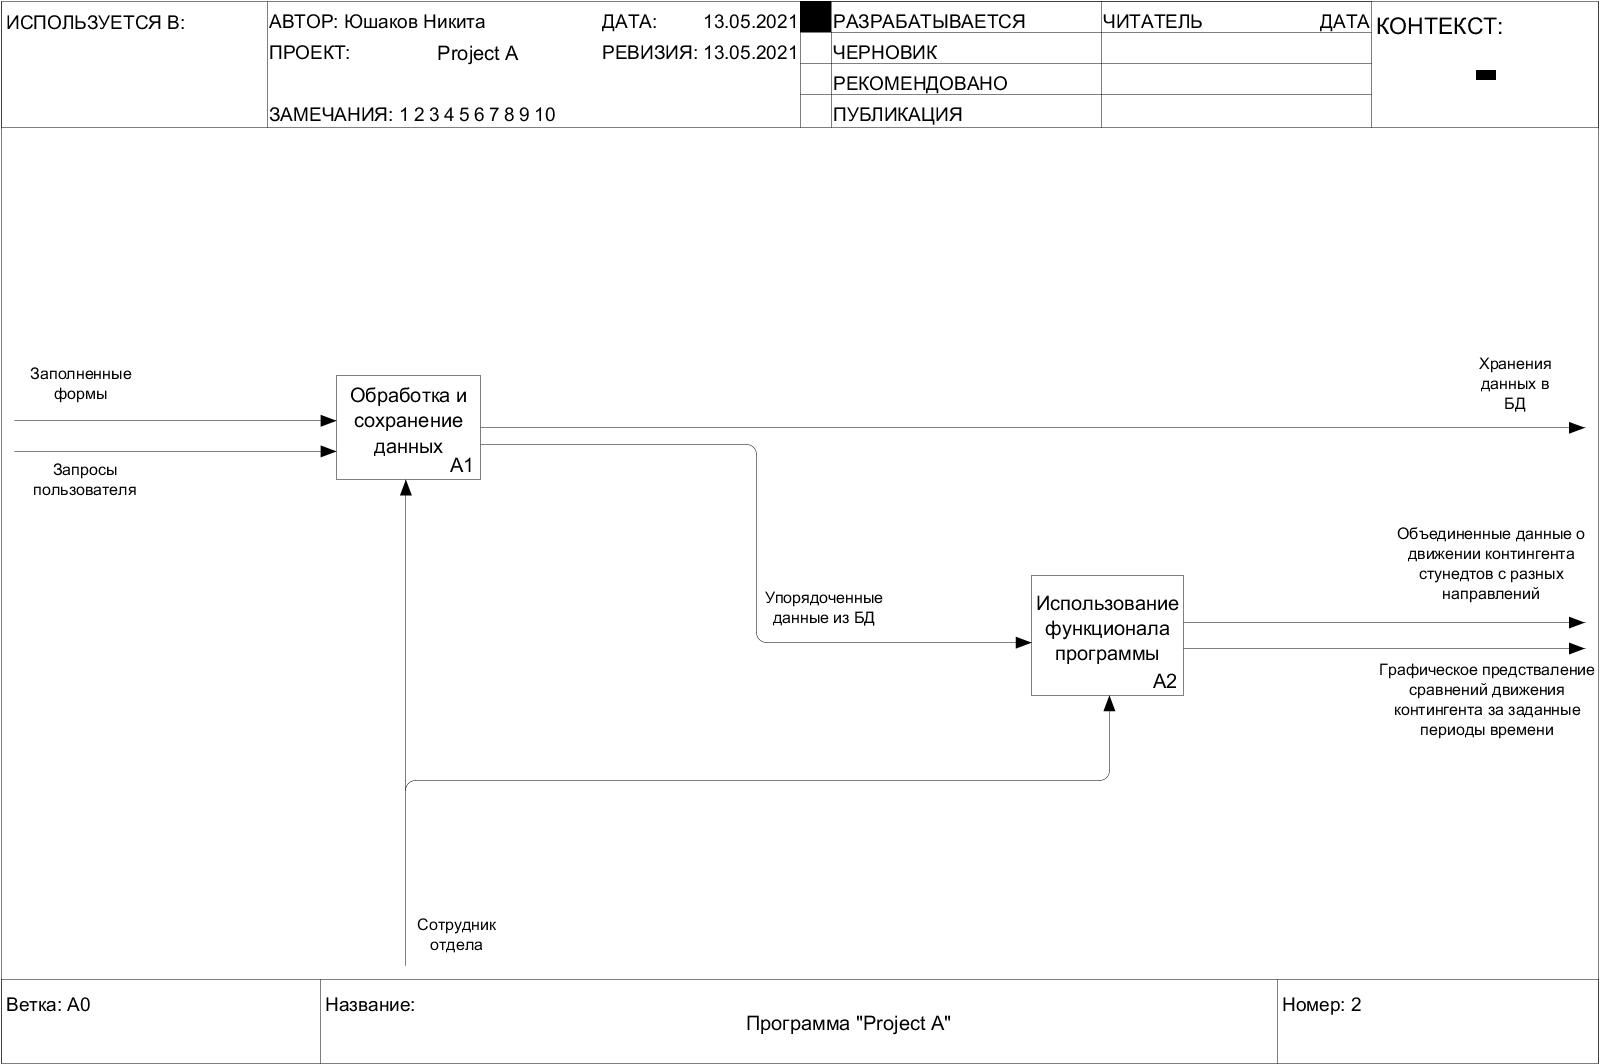 ИСПОЛЬЗУЕТСЯ В:
АВТОР: Юшаков Никита
ДАТА: 13.05.2021
ПРОЕКТ: Project A
РЕВИЗИЯ: 13.05.2021
ЗАМЕЧАНИЯ: 1 2 3 4 5 6 7 8 9 10
РАЗРАБАТЫВАЕТСЯ
ЧЕРНОВИК
РЕКОМЕНДОВАНО
ПУБЛИКАЦИЯ
ЧИТАТЕЛЬ
ДАТА
КОНТЕКСТ:
Заполненные
формы
Запросы
пользователя
Обработка и
сохранение
данных
A1
Хранения
данных в
БД
Упорядоченные
данные из БД
Использование
функционала
программы
A2
Объединенные данные о
движении контингента
стунедтов с разных
направлений
Графическое предстваление
сравнений движения
контингента за заданные
периоды времени
Сотрудник
отдела
Ветка: A0
Название:
Программа "Project A"
Номер: 2